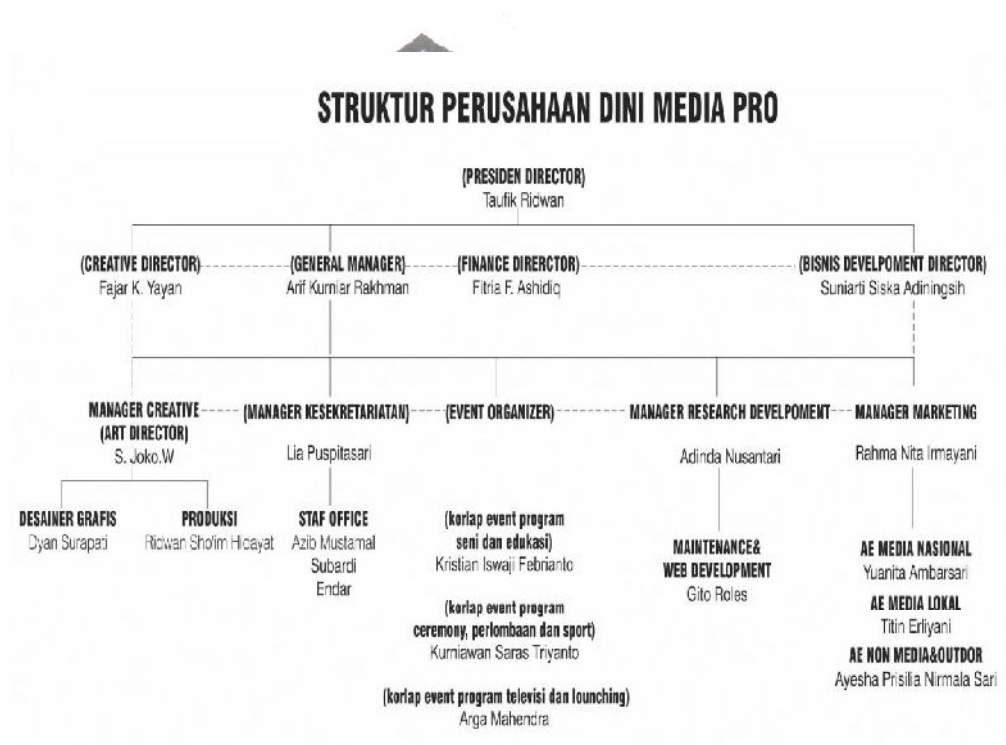 STRUKTUR PERUSAHAAN DINI MEDIA PRO
(PRESIDEN DIRECTOR)
Taufik Ridwan
(CREATIVE DIRECTOR)
Fajar K. Yayan
(GENERAL MANAGER)
Arif Kurniar Rakhman
(FINANCE DIRERCTOR)
Fitria F. Ashidiq
(BISNIS DEVELPOMENT DIRECTOR)
Suniarti Siska Adiningsih
MANAGER CREATIVE
(ART DIRECTOR)
S. Joko.W
(MANAGER KESEKRETARIATAN)
Lia Puspitasari
(EVENT ORGANIZER)
MANAGER RESEARCH DEVELPOMENT
Adinda Nusantari
MANAGER MARKETING
Rahma Nita Irmayani
DESAINER GRAFIS
Dyan Surapati
PRODUKSI
Ridwan Sho'im Hidayat
STAF OFFICE
Azib Mustamal
Subardi
Endar
(korlap event program
seni dan edukasi)
Kristian Iswaji Febrianto
(korlap event program
ceremony, perlombaan dan sport)
Kurniawan Saras Triyanto
(korlap event program televisi dan lounching)
Arga Mahendra
MAINTENANCE&
WEB DEVELOPMENT
Gito Roles
AE MEDIA NASIONAL
Yuanita Ambarsari
AE MEDIA LOKAL
Titin Erliyani
AE NON MEDIA&OUTDOR
Ayesha Prisilia Nirmala Sari